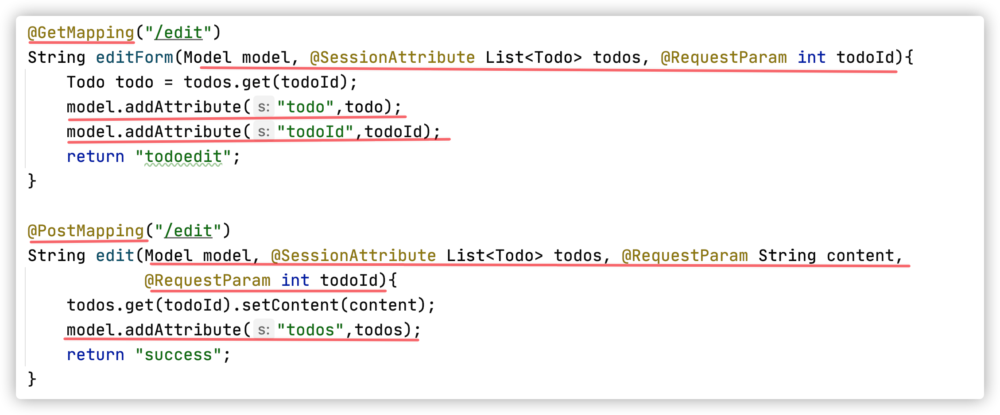 @GetMapping("/edit")
String editForm(Model model, @SessionAttribute List<Todo> todos, @RequestParam int todoId){
    Todo todo = todos.get(todoId);
    model.addAttribute( s: "todo",todo);
    model.addAttribute( s: "todoId",todoId);
    return "todoedit";
}

@PostMapping("/edit")
String edit(Model model, @SessionAttribute List<Todo> todos, @RequestParam String content,
            @RequestParam int todoId){
    todos.get(todoId).setContent(content);
    model.addAttribute( s: "todos",todos);
    return "success";
}